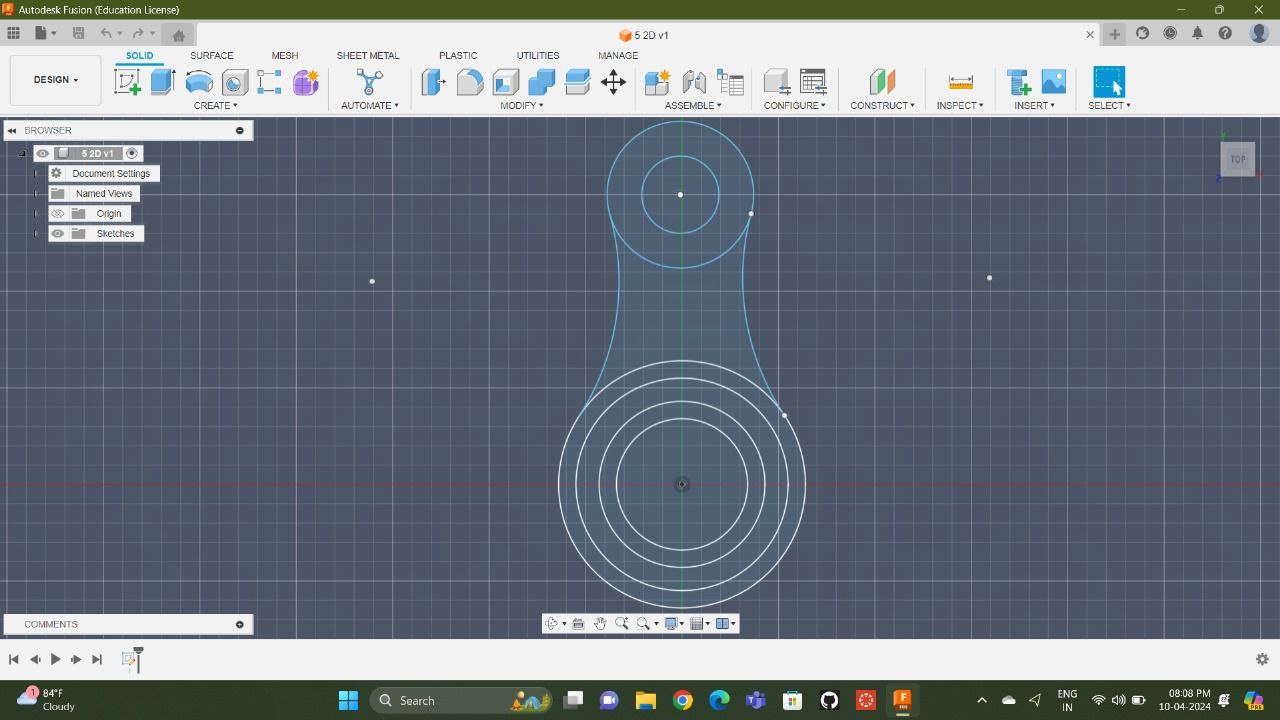 Autodesk Fusion (Education License)
5 2D v1
SOLID SURFACE MESH SHEET METAL PLASTIC UTILITIES MANAGE
DESIGN
CREATE AUTOMATE MODIFY ASSEMBLE CONFIGURE CONSTRUCT INSPECT INSERT SELECT
BROWSER
5 2D v1
Document Settings
Named Views
Origin
Sketches
TOP
Y
X
Z
COMMENTS
1
84°F
Cloudy
Search
ENG
IN
08:08 PM
10-04-2024